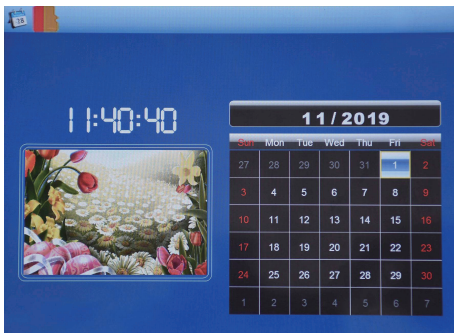 18
11:40:40
11/2019
Sun Mon Tue Wed Thu Fri Sat
27 28 29 30 31 1 2
3 4 5 6 7 8 9
10 11 12 13 14 15 16
17 18 19 20 21 22 23
24 25 26 27 28 29 30
1 2 3 4 5 6 7